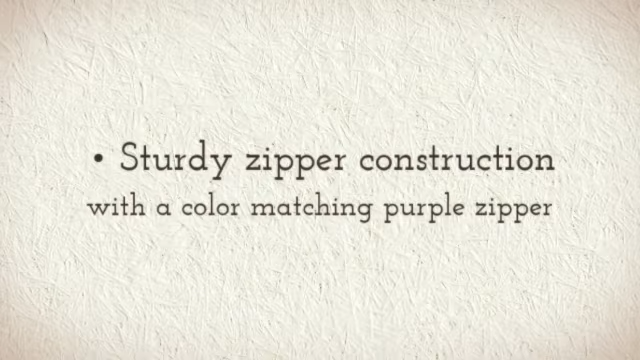 • Sturdy zipper construction
with a color matching purple zipper